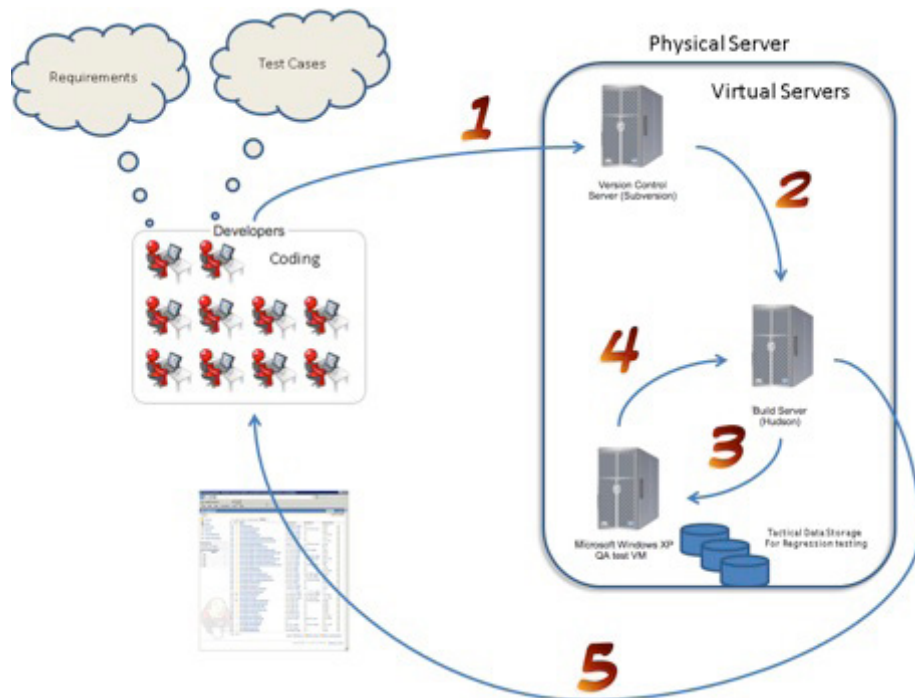 Requirements
Test Cases
Physical Server
Virtual Servers
1
Version Control
Server (Subversion)
2
Developers
Coding
4
Build Server
(Hudson)
3
Microsoft Windows XP
QA test VM
Tactical Data Storage
For Regression testing
5